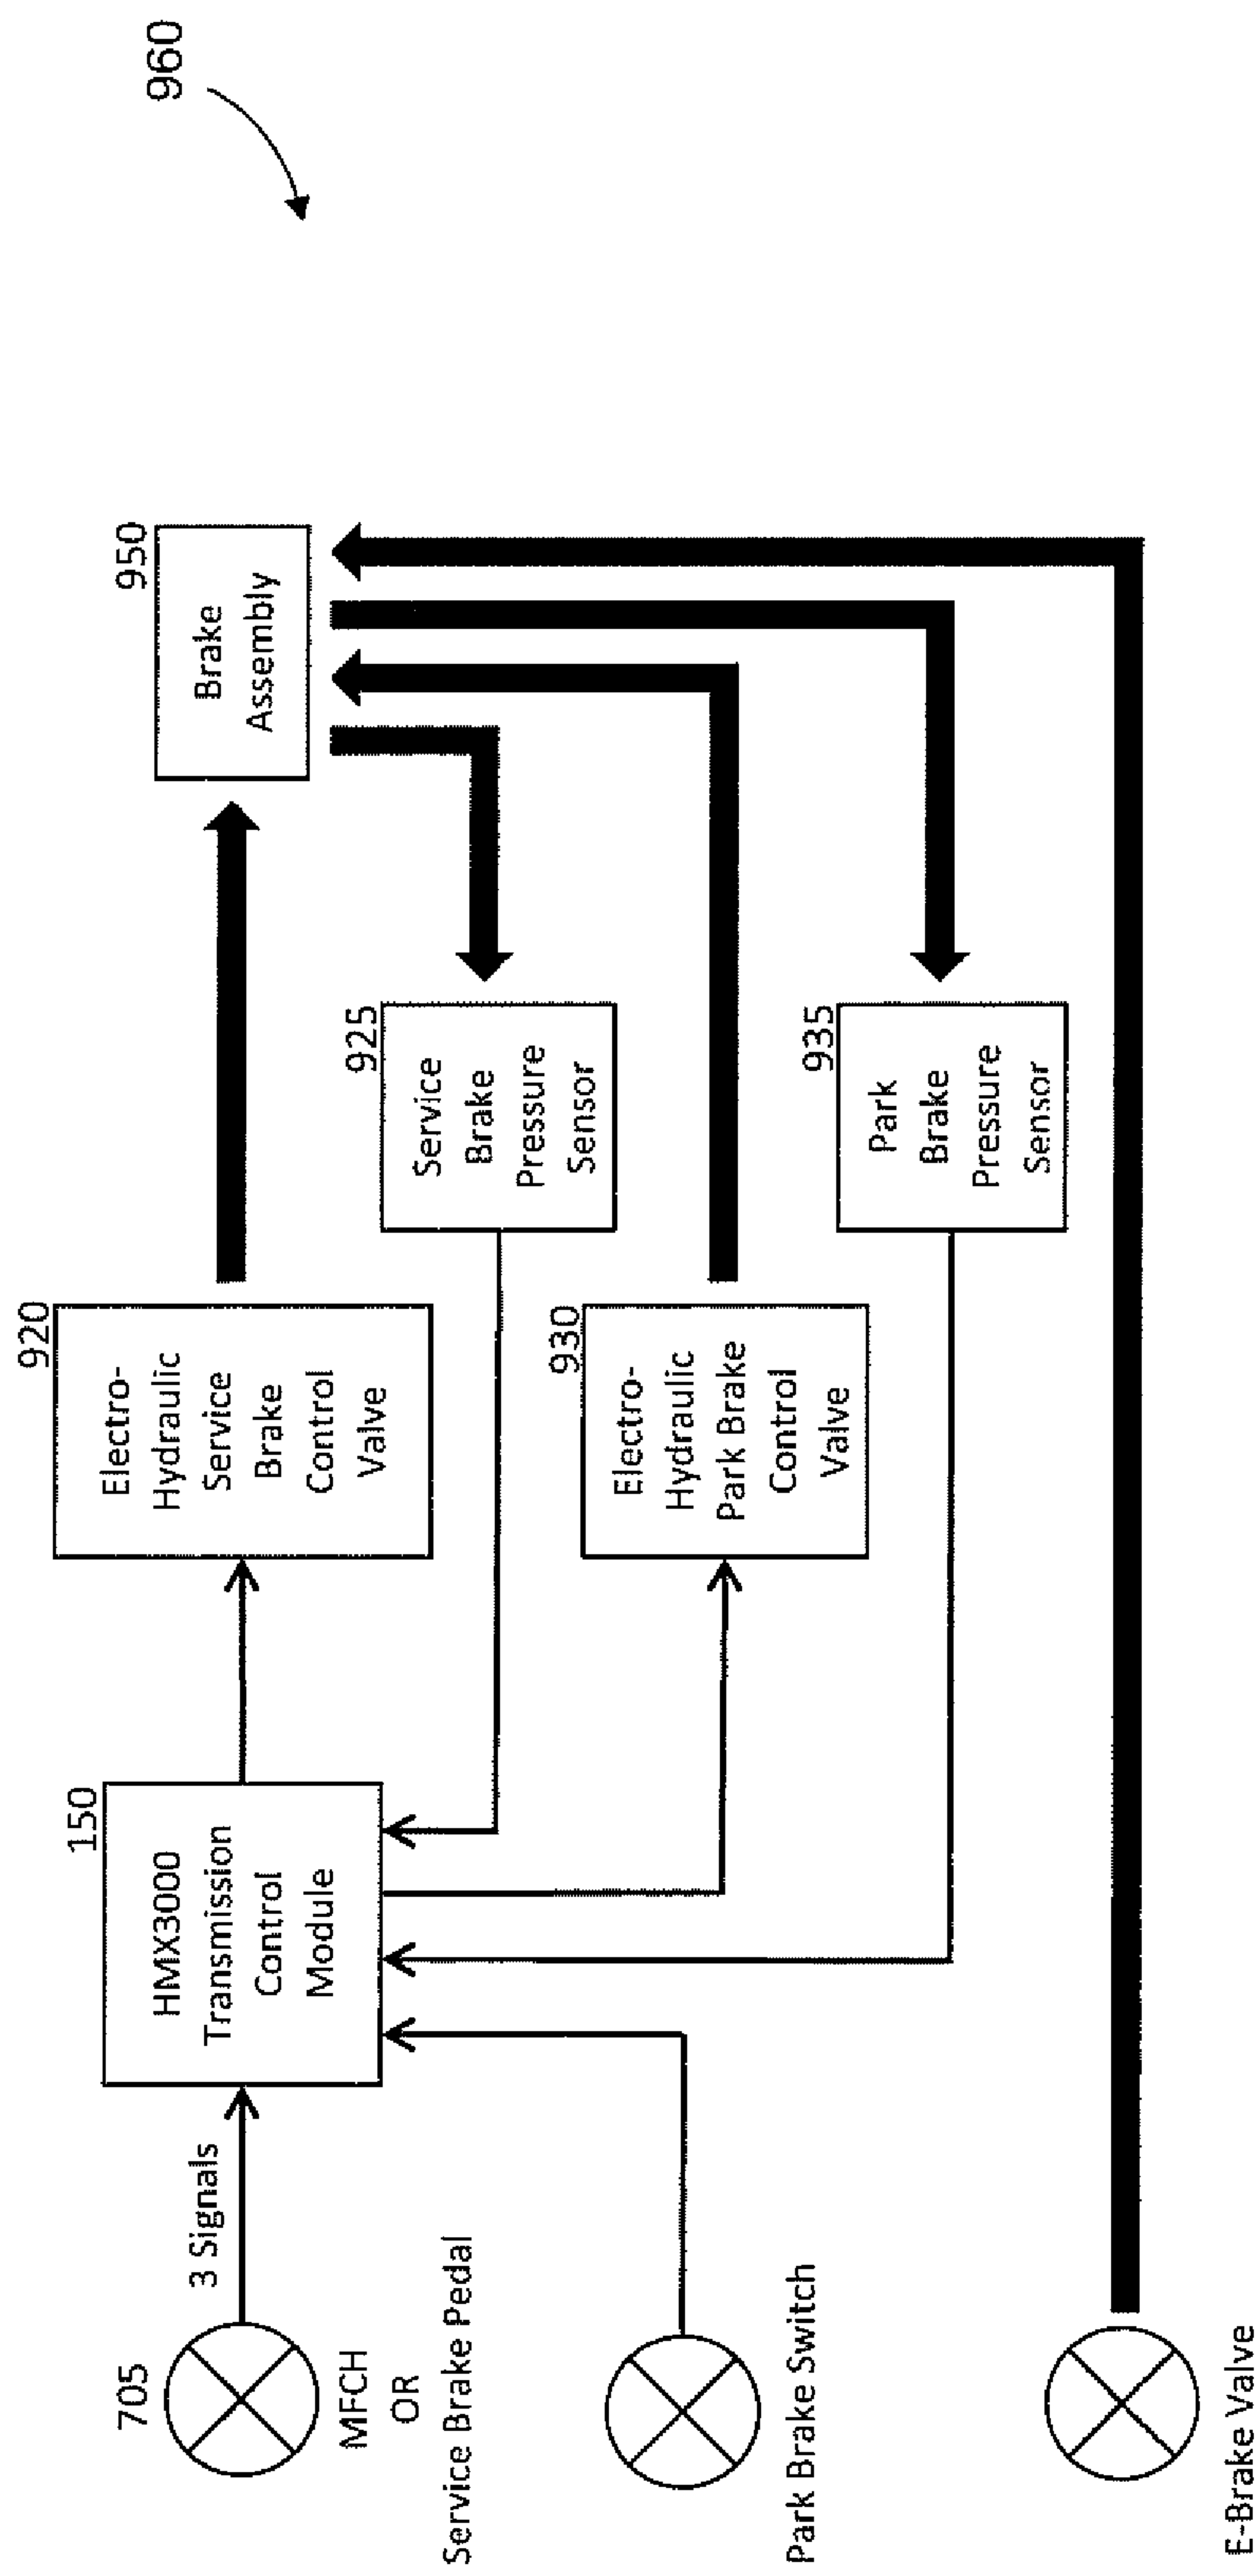 960
950
Brake
Assembly
920
Electro-
Hydraulic
Service
Brake
Control
Valve
925
Service
Brake
Pressure
Sensor
930
Electro-
Hydraulic
Park Brake
Control
Valve
935
Park
Brake
Pressure
Sensor
150
HMX3000
Transmission
Control
Module
3 Signals
705
MFCH
OR
Service Brake Pedal
Park Brake Switch
E-Brake Valve